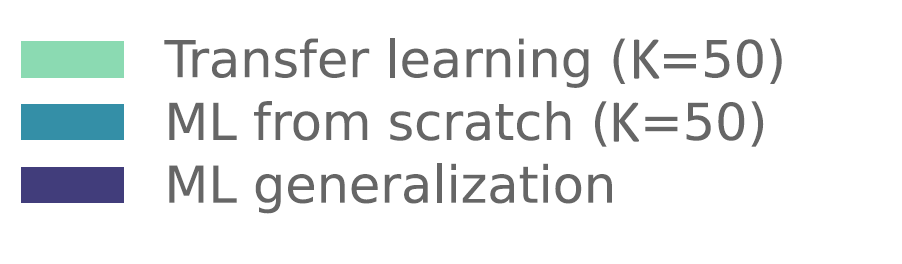 Transfer learning (K=50)
ML from scratch (K=50)
ML generalization